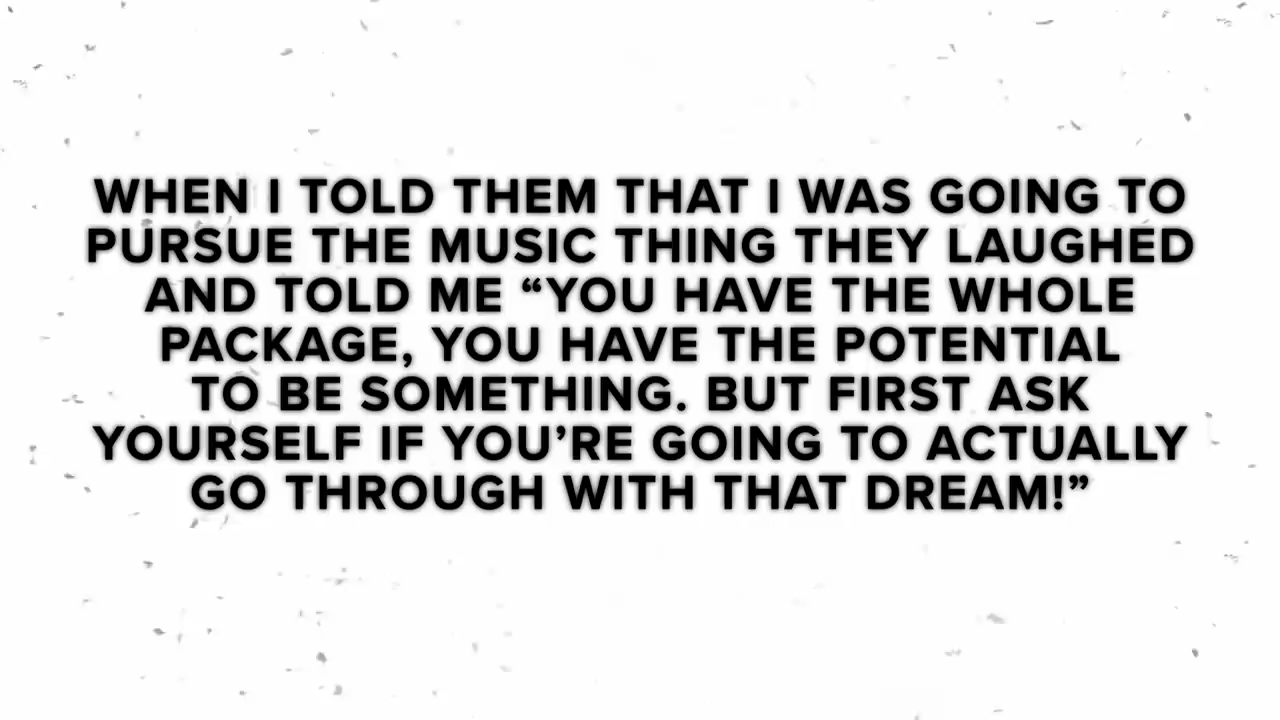 WHEN I TOLD THEM THAT I WAS GOING TO
PURSUE THE MUSIC THING THEY LAUGHED
AND TOLD ME “YOU HAVE THE WHOLE
PACKAGE, YOU HAVE THE POTENTIAL
TO BE SOMETHING. BUT FIRST ASK
YOURSELF IF YOU’RE GOING TO ACTUALLY
GO THROUGH WITH THAT DREAM!”